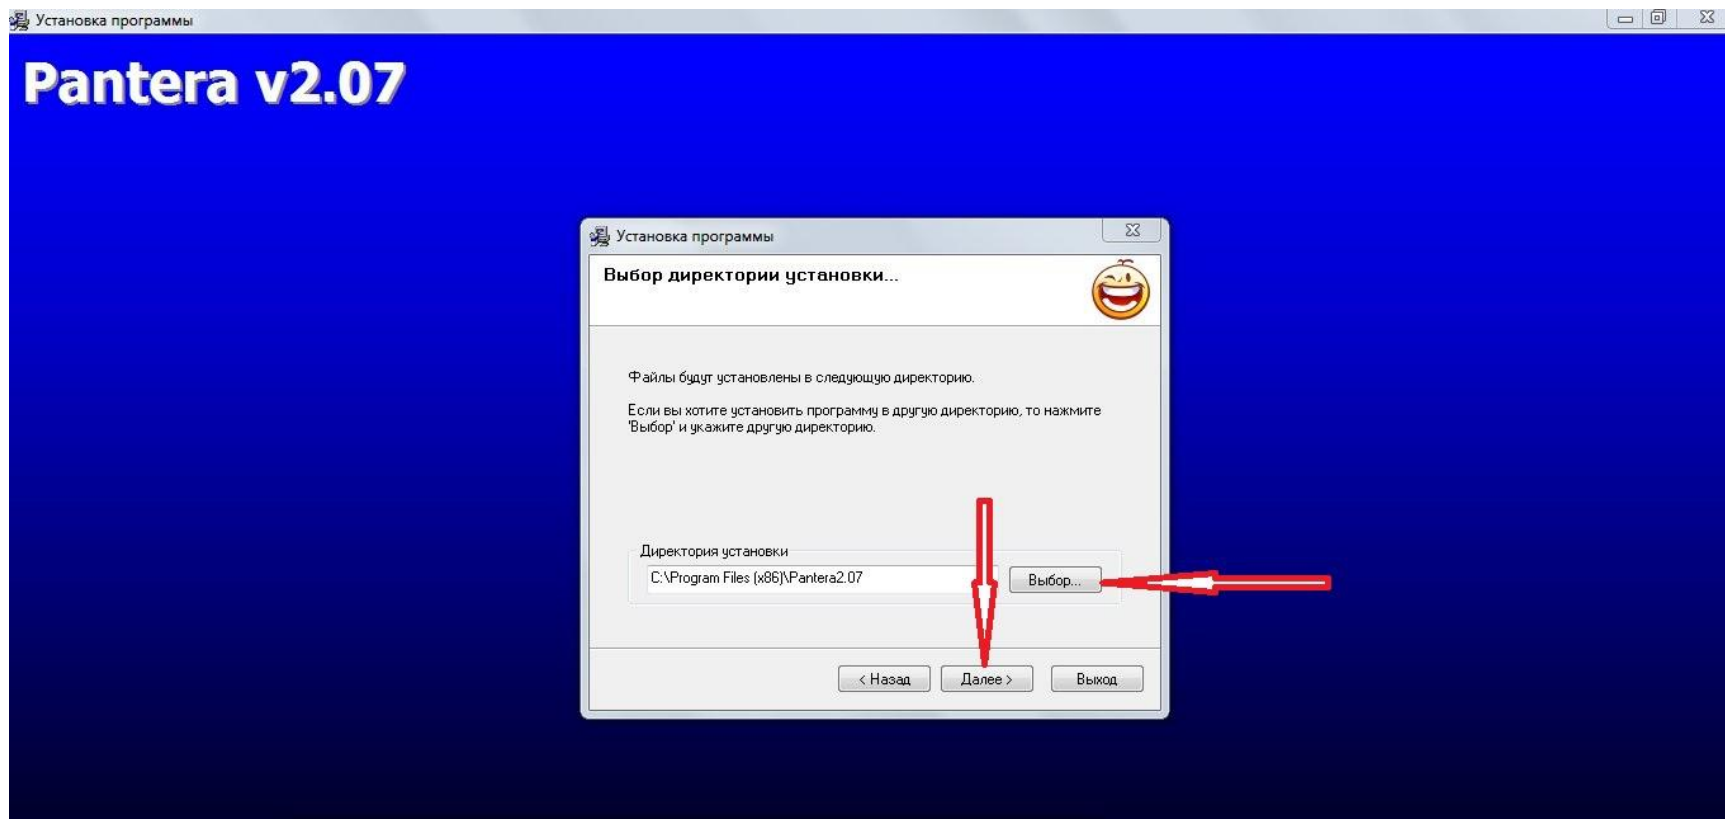 Установка программы
Pantera v2.07
Установка программы
Выбор директории установки...
Файлы будут установлены в следующую директорию.
Если вы хотите установить программу в другую директорию, то нажмите
'Выбор' и укажите другую директорию.
Директория установки
C:\Program Files (x86)\Pantera2.07
Выбор...
< Назад
Далее >
Выход